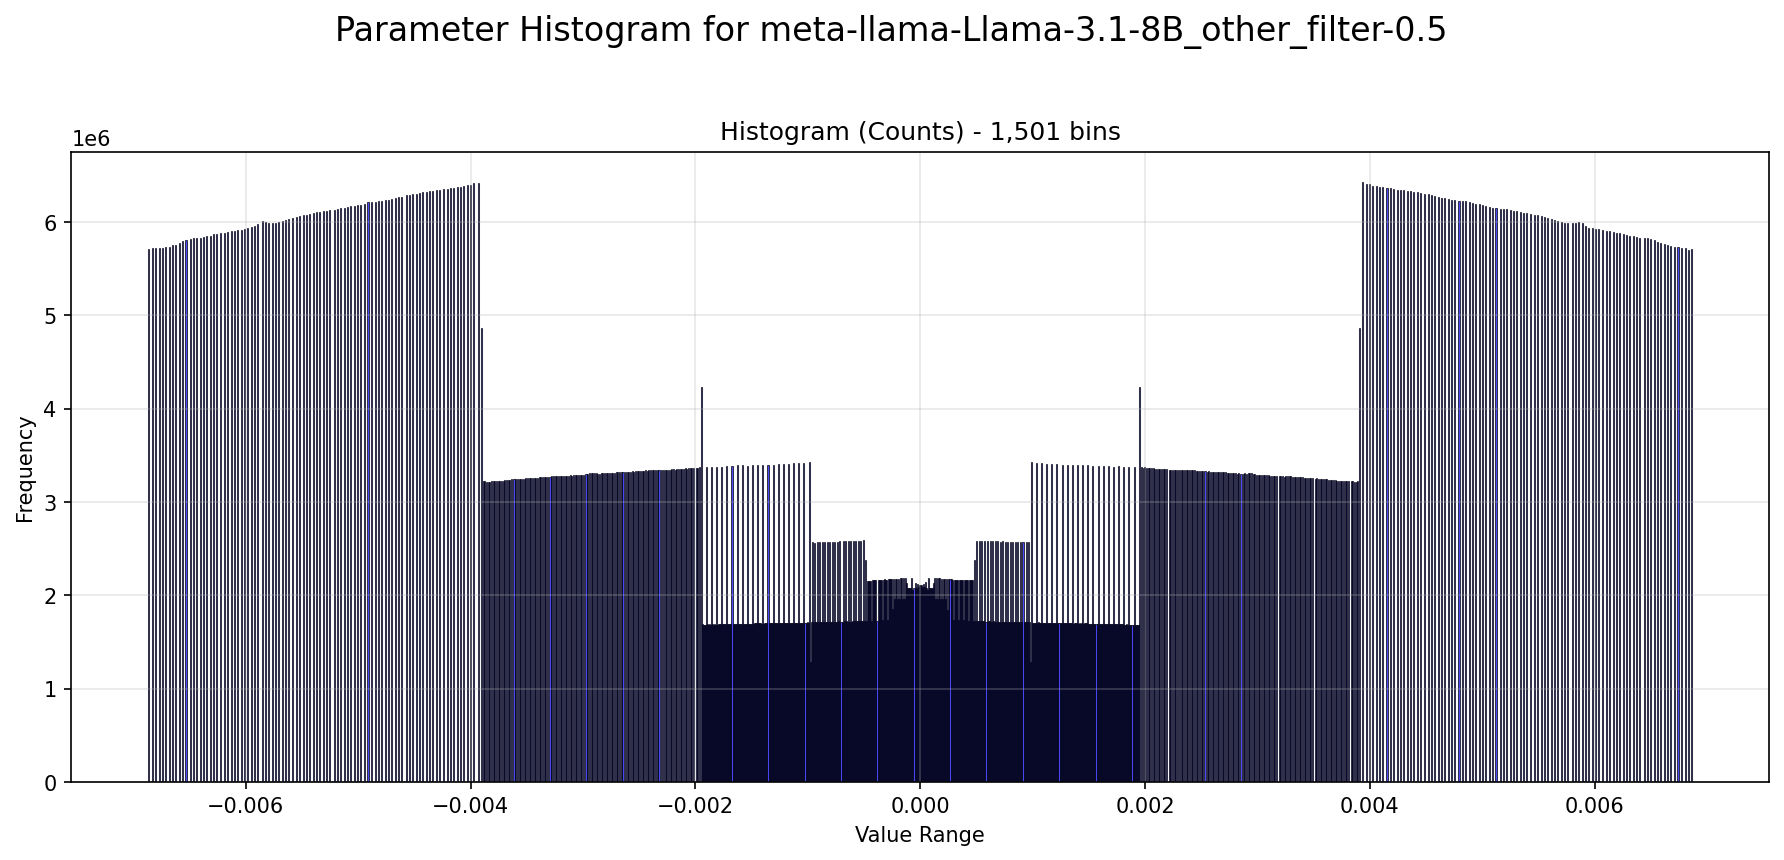 Parameter Histogram for meta-llama-Llama-3.1-8B_other_filter-0.5
Histogram (Counts) - 1,501 bins
1e6
6
5
4
3
2
1
0
Frequency
−0.006 −0.004 −0.002 0.000 0.002 0.004 0.006
Value Range